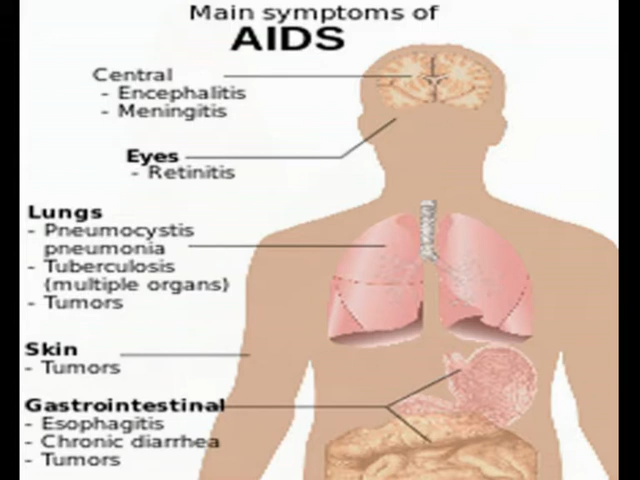 Main symptoms of
AIDS
Central
- Encephalitis
- Meningitis
Eyes
- Retinitis
Lungs
- Pneumocystis
pneumonia
- Tuberculosis
(multiple organs)
- Tumors
Skin
- Tumors
Gastrointestinal
- Esophagitis
- Chronic diarrhea
- Tumors